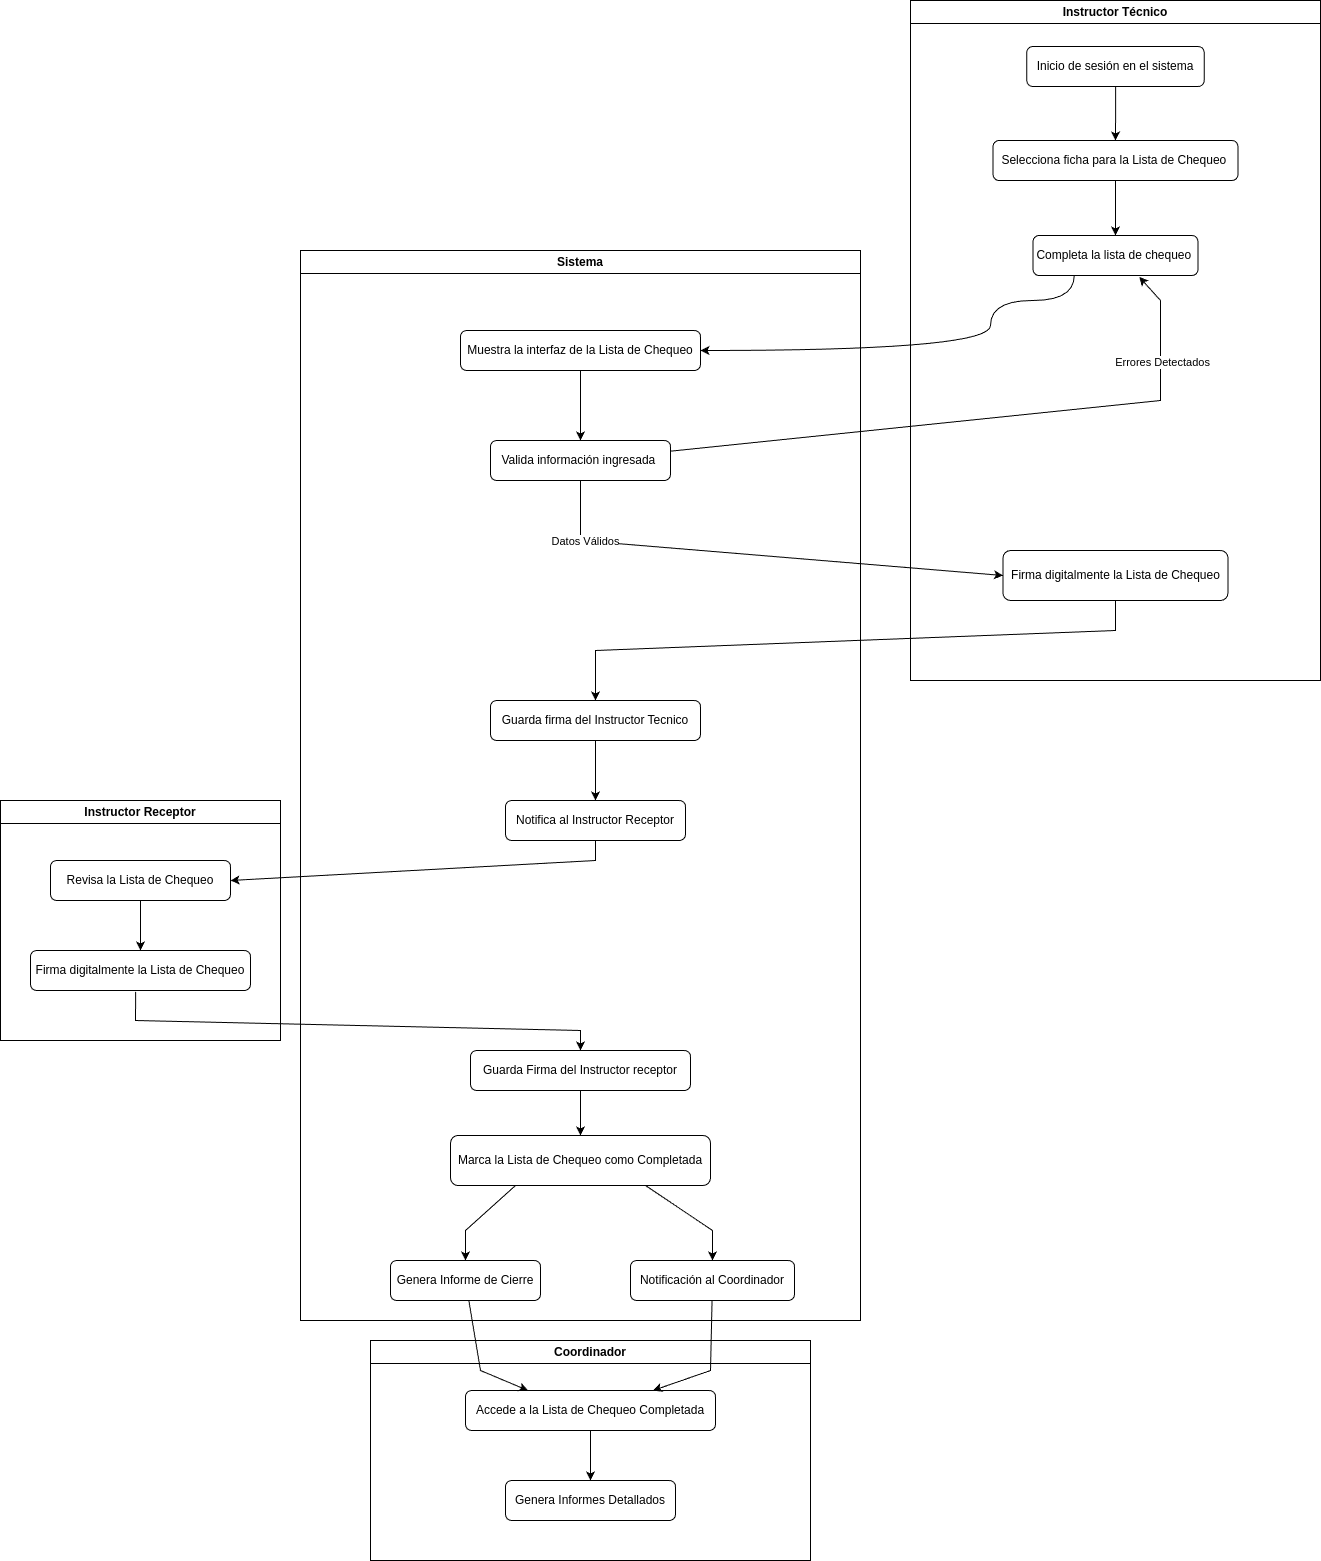 Instructor Técnico
Inicio de sesión en el sistema
Selecciona ficha para la Lista de Chequeo
Completa la lista de chequeo
Sistema
Muestra la interfaz de la Lista de Chequeo
Errores Detectados
Valida información ingresada
Datos Válidos
Firma digitalmente la Lista de Chequeo
Guarda firma del Instructor Tecnico
Notifica al Instructor Receptor
Instructor Receptor
Revisa la Lista de Chequeo
Firma digitalmente la Lista de Chequeo
Guarda Firma del Instructor receptor
Marca la Lista de Chequeo como Completada
Genera Informe de Cierre
Notificación al Coordinador
Coordinador
Accede a la Lista de Chequeo Completada
Genera Informes Detallados